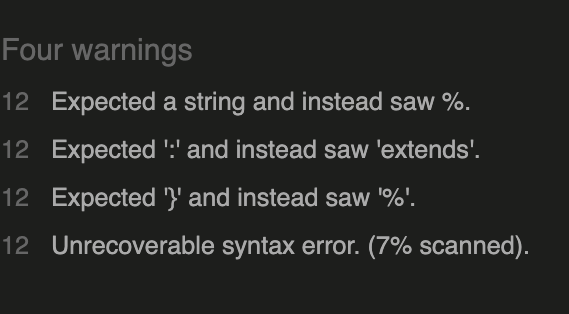 Four warnings
12 Expected a string and instead saw %.
12 Expected ':' and instead saw 'extends'.
12 Expected '}' and instead saw '%'.
12 Unrecoverable syntax error. (7% scanned).